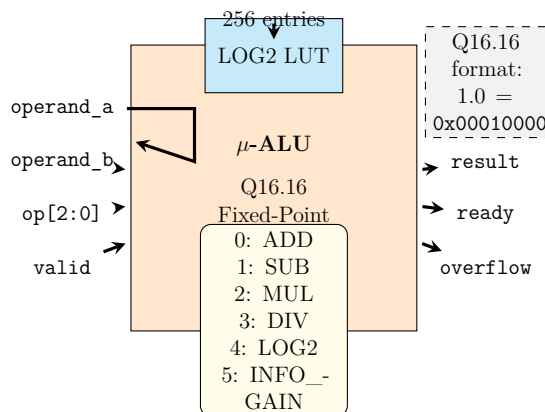 256 entries
LOG2 LUT
Q16.16
format:
1.0 =
0x00010000
operand_a
operand_b
op[2:0]
valid
μ-ALU
Q16.16
Fixed-Point
0: ADD
1: SUB
2: MUL
3: DIV
4: LOG2
5: INFO_-
GAIN
result
ready
overflow